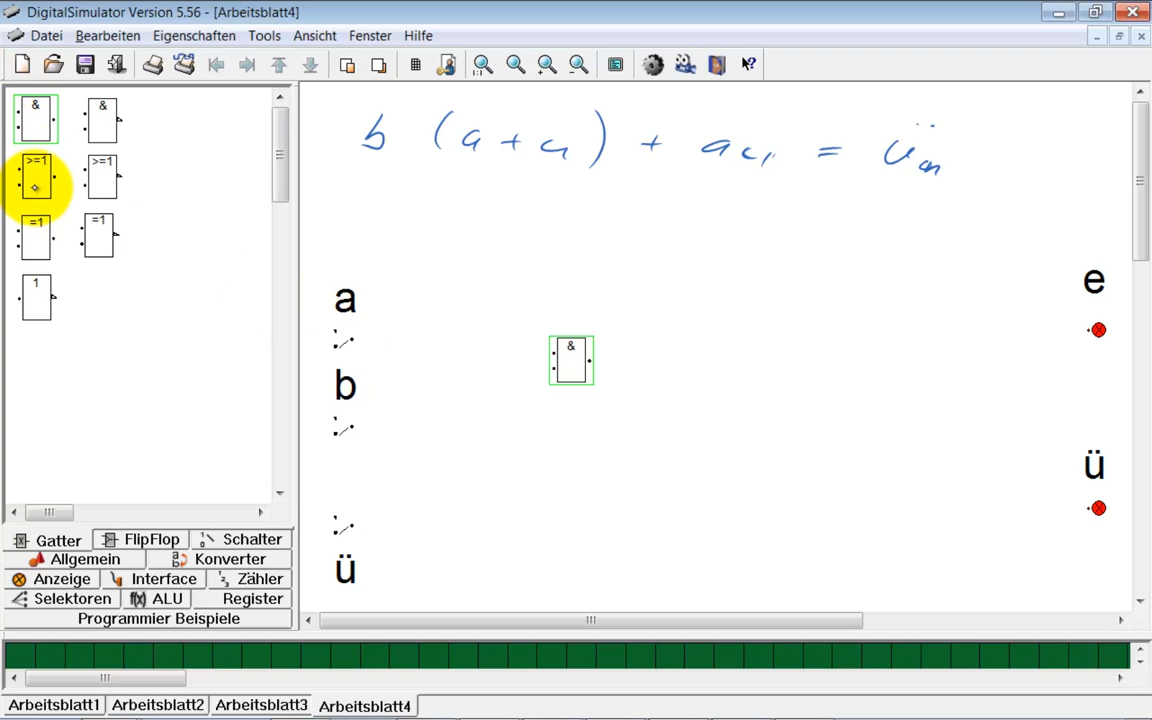 DigitalSimulator Version 5.56 - [Arbeitsblatt4]
Datei Bearbeiten Eigenschaften Tools Ansicht Fenster Hilfe
& &
>=1 >=1
=1 =1
1
b (a + ü) + aü = ü
a
e
&
b
ü
ü
Gatter FlipFlop Schalter
Allgemein Konverter
Anzeige Interface Zähler
Selektoren ALU Register
Programmier Beispiele
Arbeitsblatt1 Arbeitsblatt2 Arbeitsblatt3 Arbeitsblatt4